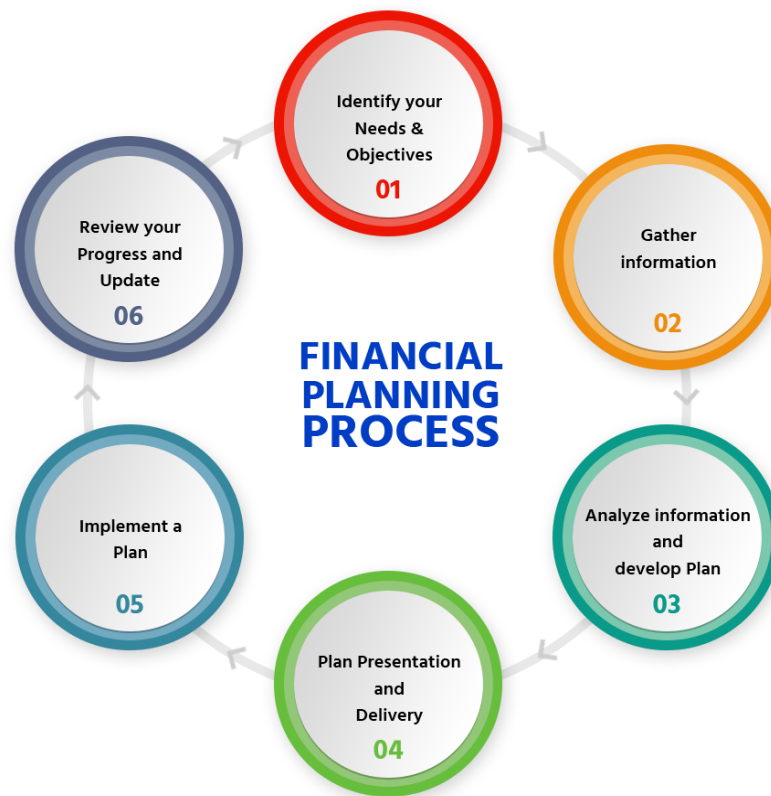 Identify your
Needs &
Objectives
01
Gather
information
02
Analyze information
and
develop Plan
03
Plan Presentation
and
Delivery
04
Implement a
Plan
05
Review your
Progress and
Update
06
FINANCIAL
PLANNING
PROCESS